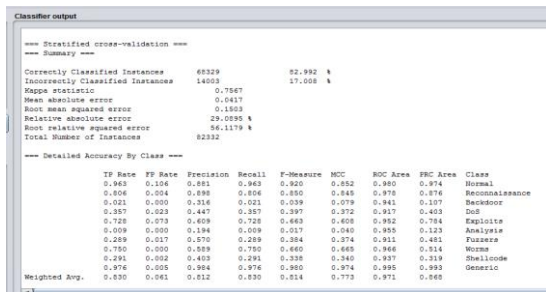 Classifier output
=== Stratified cross-validation ===
=== Summary ===
Correctly Classified Instances 68329 82.992 %
Incorrectly Classified Instances 14003 17.008 %
Kappa statistic 0.7567
Mean absolute error 0.0417
Root mean squared error 0.1503
Relative absolute error 29.0895 %
Root relative squared error 56.1179 %
Total Number of Instances 82332
=== Detailed Accuracy By Class ===
TP Rate FP Rate Precision Recall F-Measure MCC ROC Area PRC Area Class
0.963 0.106 0.881 0.963 0.920 0.852 0.980 0.974 Normal
0.806 0.004 0.898 0.806 0.850 0.845 0.978 0.876 Reconnaissance
0.021 0.000 0.316 0.021 0.039 0.079 0.941 0.107 Backdoor
0.357 0.023 0.447 0.357 0.397 0.372 0.917 0.403 DoS
0.728 0.073 0.609 0.728 0.663 0.608 0.952 0.784 Exploits
0.009 0.000 0.194 0.009 0.017 0.040 0.955 0.123 Analysis
0.289 0.017 0.570 0.289 0.384 0.374 0.911 0.481 Fuzzers
0.750 0.000 0.589 0.750 0.660 0.665 0.966 0.814 Worms
0.291 0.002 0.403 0.291 0.338 0.340 0.937 0.319 Shellcode
0.976 0.005 0.984 0.976 0.980 0.974 0.995 0.993 Generic
Weighted Avg. 0.830 0.061 0.812 0.830 0.814 0.773 0.971 0.868